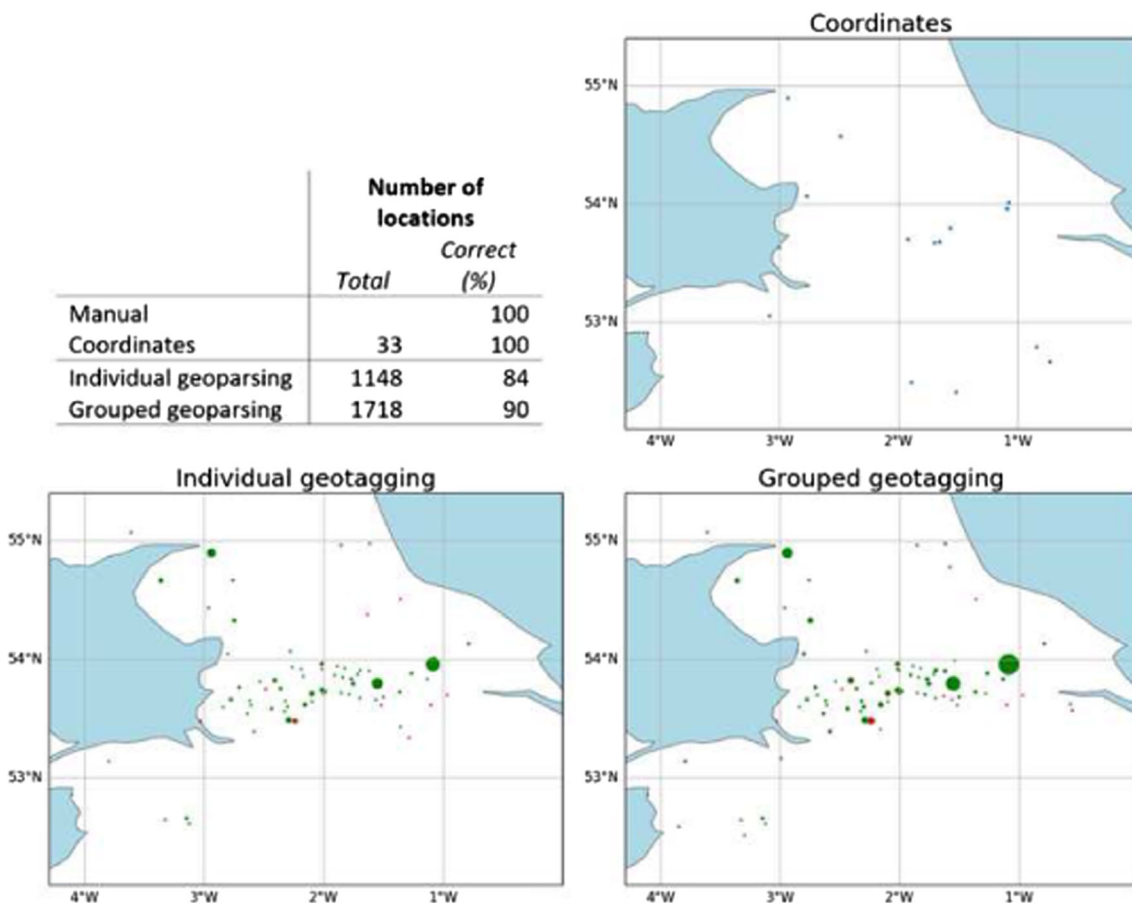 Coordinates
55°N
54°N
53°N
4°W 3°W 2°W 1°W
Number of
locations
Correct
Total (%)
Manual 100
Coordinates 33 100
Individual geoparsing 1148 84
Grouped geoparsing 1718 90
Individual geotagging
55°N
54°N
53°N
4°W 3°W 2°W 1°W
Grouped geotagging
55°N
54°N
53°N
4°W 3°W 2°W 1°W